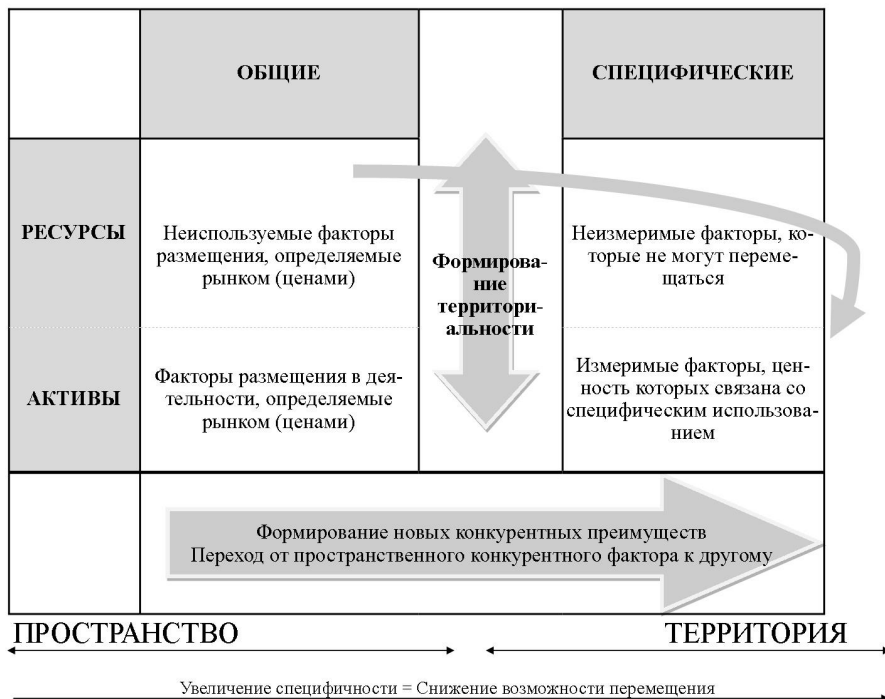 ОБЩИЕ
СПЕЦИФИЧЕСКИЕ
РЕСУРСЫ
Неиспользуемые факторы
размещения, определяемые
рынком (ценами)
Формирова-
ние
территори-
альности
Неизмеримые факторы, ко-
торые не могут переме-
щаться
АКТИВЫ
Факторы размещения в дея-
тельности, определяемые
рынком (ценами)
Измеримые факторы, цен-
ность которых связана со
специфическим использова-
нием
Формирование новых конкурентных преимуществ
Переход от пространственного конкурентного фактора к другому
ПРОСТРАНСТВО
ТЕРРИТОРИЯ
Увеличение специфичности = Снижение возможности перемещения